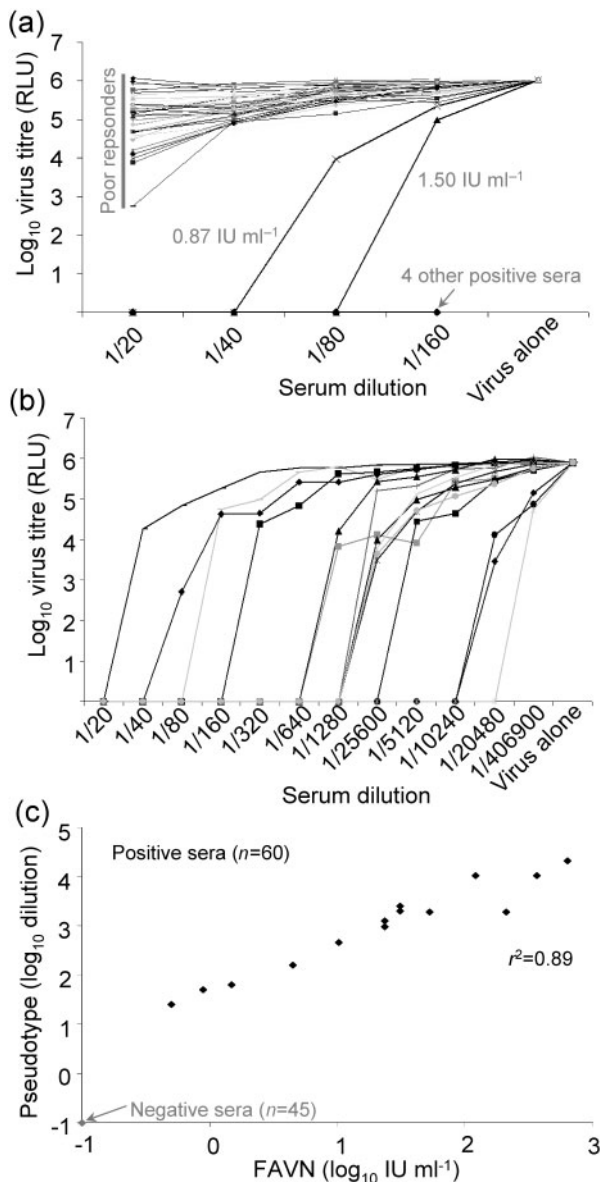 (a)
7
6
5
4
3
2
1
Log10 virus titre (RLU)
Poor repsonders
0.87 IU ml−1
1.50 IU ml−1
4 other positive sera
1/20
1/40
1/80
1/160
Virus alone
Serum dilution
(b)
7
6
5
4
3
2
1
Log10 virus titre (RLU)
1/20
1/40
1/80
1/160
1/320
1/640
1/1280
1/25600
1/5120
1/10240
1/20480
1/406900
Virus alone
Serum dilution
(c)
5
4
3
2
1
0
-1
Pseudotype (log10 dilution)
Positive sera (n=60)
r2=0.89
Negative sera (n=45)
-1
0
1
2
3
FAVN (log10 IU ml-1)